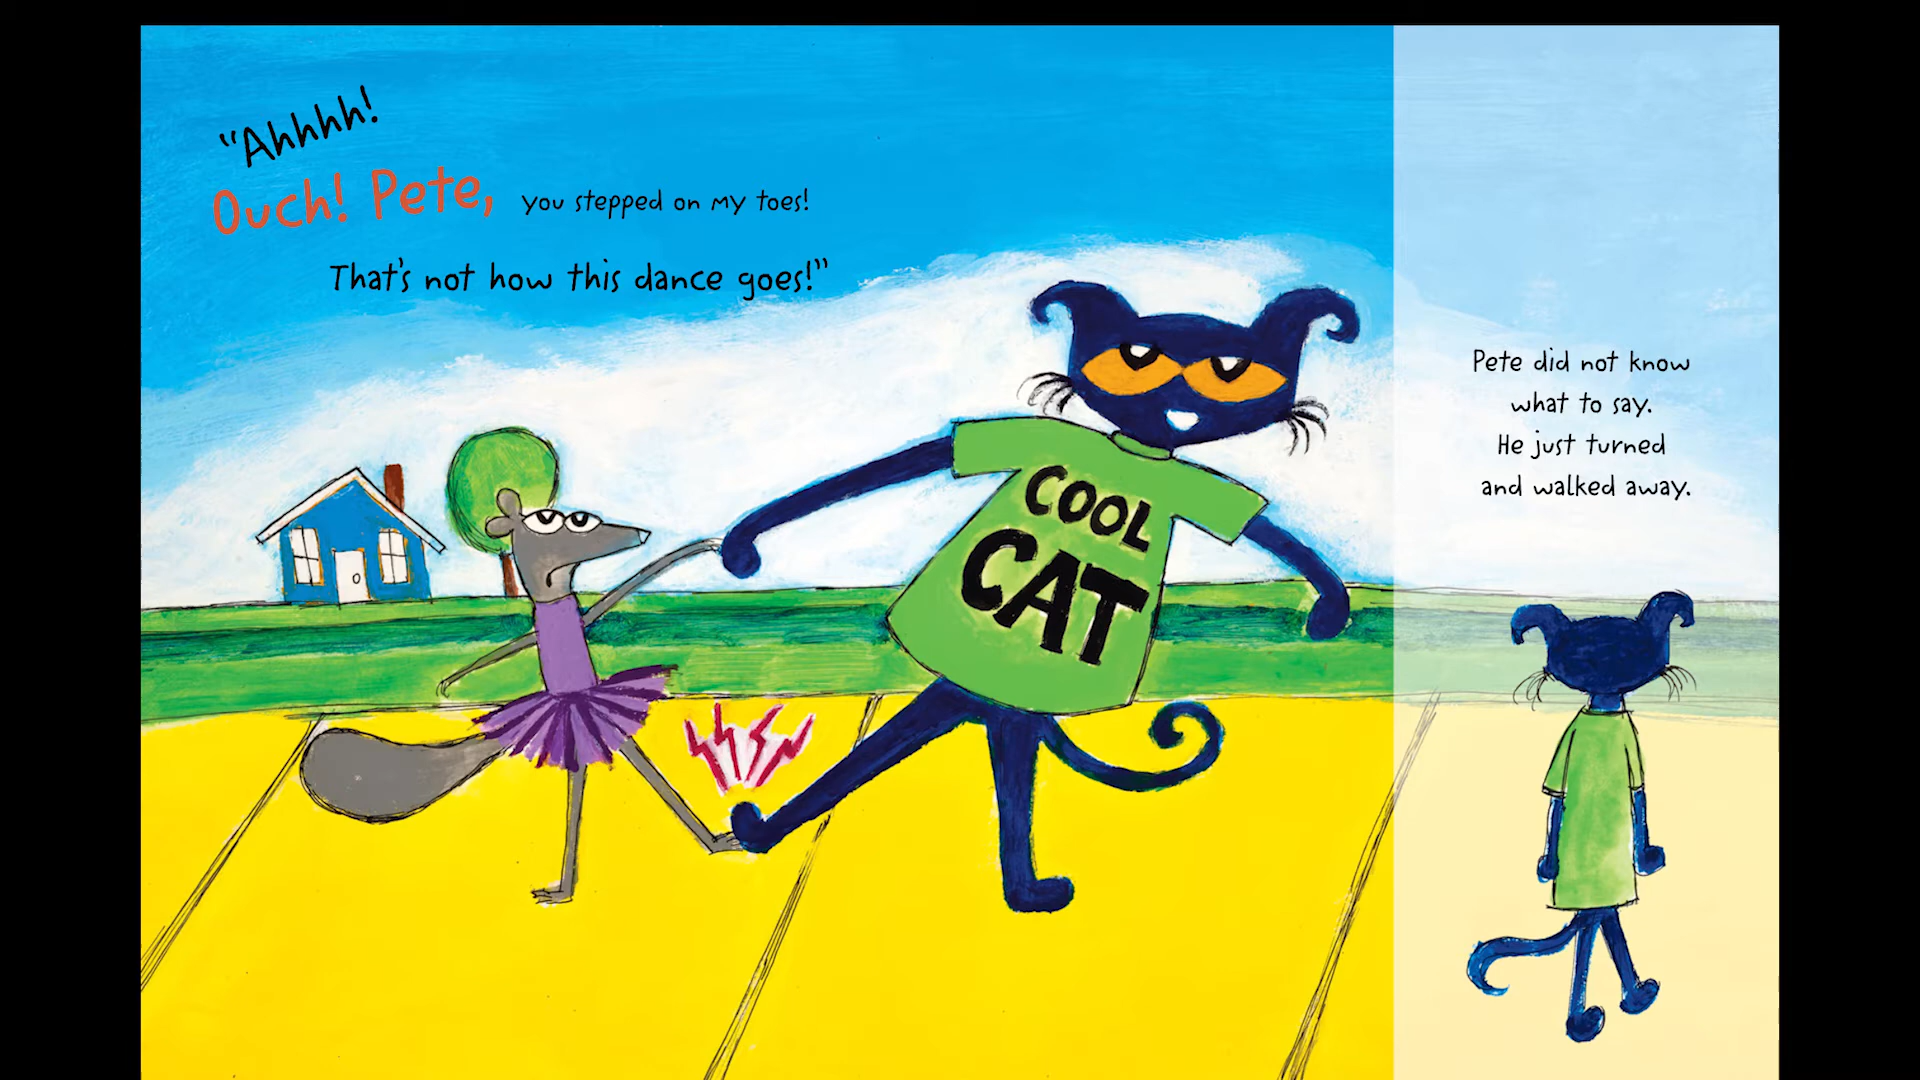 “Ahhhh!
Ouch! Pete, you stepped on my toes!
That’s not how this dance goes!”
COOL
CAT
Pete did not know
what to say.
He just turned
and walked away.